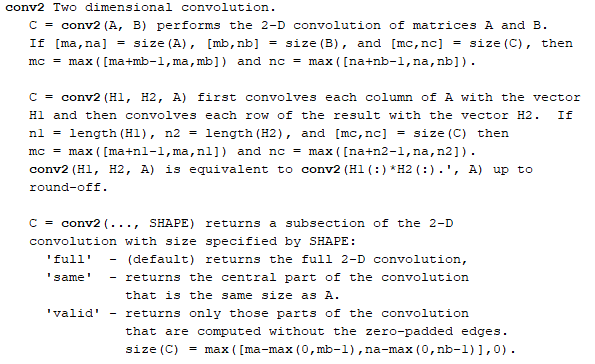 conv2 Two dimensional convolution.
C = conv2(A, B) performs the 2-D convolution of matrices A and B.
If [ma,na] = size(A), [mb,nb] = size(B), and [mc,nc] = size(C), then
mc = max([ma+mb-1,ma,mb]) and nc = max([na+nb-1,na,nb]).
C = conv2(H1, H2, A) first convolves each column of A with the vector
H1 and then convolves each row of the result with the vector H2.  If
n1 = length(H1), n2 = length(H2), and [mc,nc] = size(C) then
mc = max([ma+n1-1,ma,n1]) and nc = max([na+n2-1,na,n2]).
conv2(H1, H2, A) is equivalent to conv2(H1(:)*H2(:).', A) up to
round-off.
C = conv2(..., SHAPE) returns a subsection of the 2-D
convolution with size specified by SHAPE:
'full'  - (default) returns the full 2-D convolution,
'same'  - returns the central part of the convolution
that is the same size as A.
'valid' - returns only those parts of the convolution
that are computed without the zero-padded edges.
size(C) = max([ma-max(0,mb-1),na-max(0,nb-1)],0).